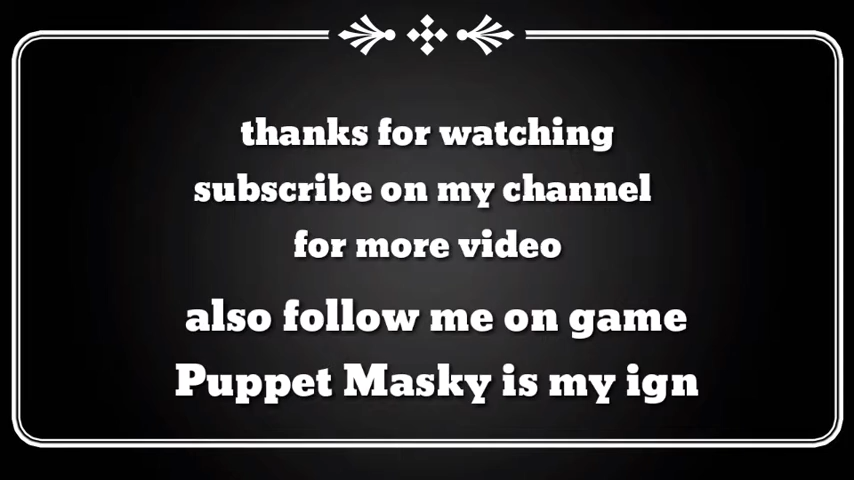 thanks for watching
subscribe on my channel
for more video
also follow me on game
Puppet Masky is my ign